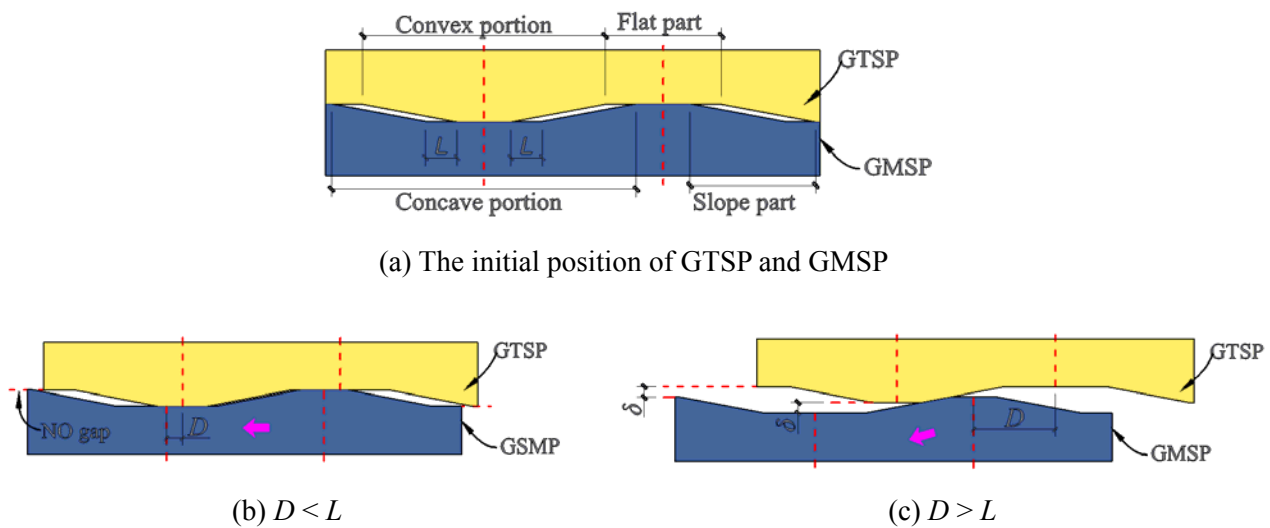 Convex portion
Flat part
GTSP
L
L
GMSP
Concave portion
Slope part
(a) The initial position of GTSP and GMSP
GTSP
NO gap
D
GSMP
(b) D < L
GTSP
δ
δ
D
GMSP
(c) D > L